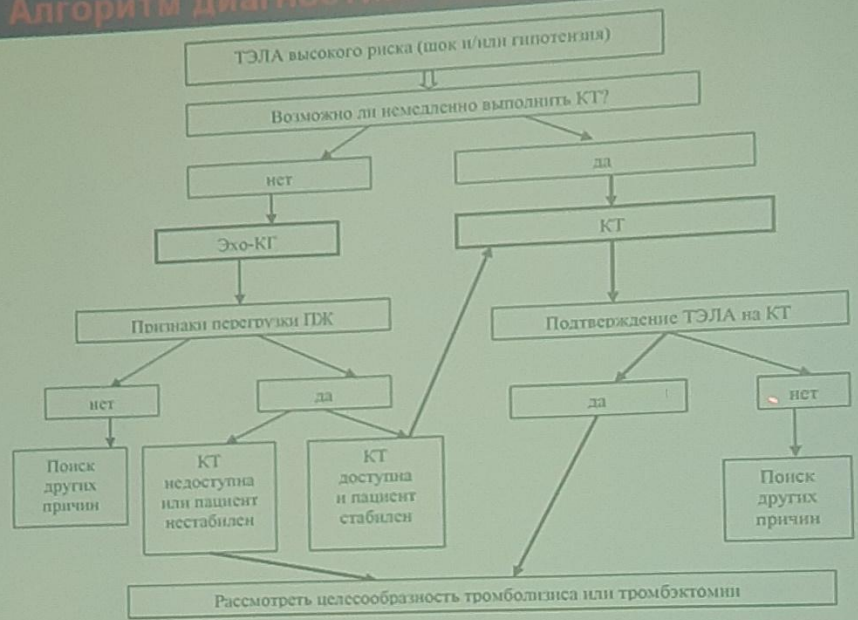 Алгоритм
ТЭЛА высокого риска (шок и/или гипотензия)
Возможно ли немедленно выполнить КТ?
нет
да
Эхо-КГ
КТ
Признаки перегрузки ПЖ
Подтверждение ТЭЛА на КТ
нет
да
да
нет
Поиск
других
причин
КТ
недоступна
или пациент
нестабилен
КТ
доступна
и пациент
стабилен
Поиск
других
причин
Рассмотреть целесообразность тромболизиса или тромбэктомии